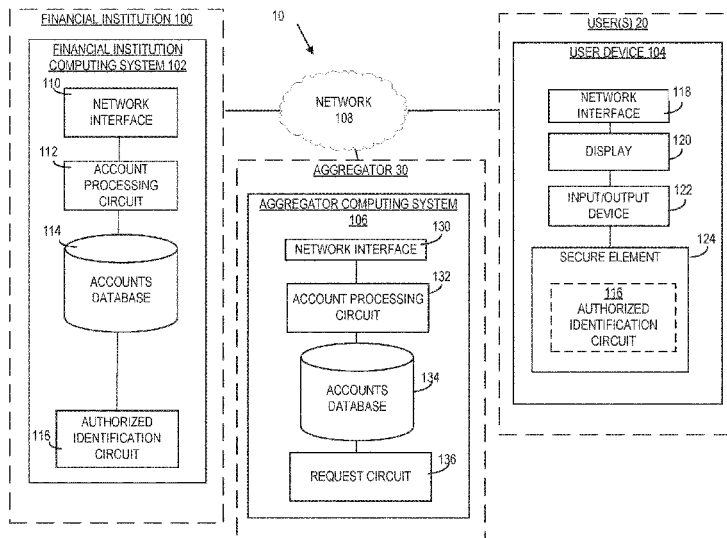 FINANCIAL INSTITUTION 100
FINANCIAL INSTITUTION
COMPUTING SYSTEM 102
110
NETWORK
INTERFACE
112
ACCOUNT
PROCESSING
CIRCUIT
114
ACCOUNTS
DATABASE
116
AUTHORIZED
IDENTIFICATION
CIRCUIT
10
NETWORK
108
AGGREGATOR 30
AGGREGATOR COMPUTING SYSTEM
106
130
NETWORK INTERFACE
132
ACCOUNT PROCESSING
CIRCUIT
ACCOUNTS
DATABASE
134
REQUEST CIRCUIT
136
USER(S) 20
USER DEVICE 104
NETWORK
INTERFACE
118
DISPLAY
120
INPUT/OUTPUT
DEVICE
122
124
SECURE ELEMENT
116
AUTHORIZED
IDENTIFICATION
CIRCUIT